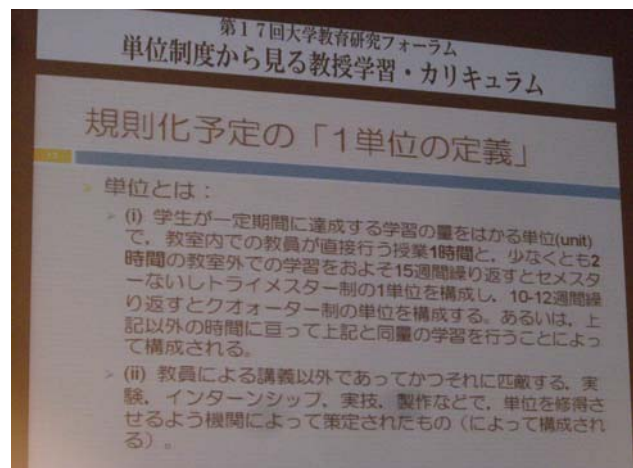 第17回大学教育研究フォーラム
単位制度から見る教授学習・カリキュラム
規則化予定の「1単位の定義」
単位とは：
(i) 学生が一定期間に達成する学習の量をはかる単位(unit)
で，教室内での教員が直接行う授業1時間と，少なくとも2
時間の教室外での学習をおよそ15週間繰り返すとセメスタ
ーないしトライメスター制の1単位を構成し，10-12週間繰
り返すとクオォーター制の単位を構成する。あるいは，上
記以外の時間に亘って上記と同量の学習を行うことによっ
て構成される。
(ii) 教員による講義以外であってかつそれに匹敵する，実
験，インターンシップ，実技，製作などで，単位を修得さ
せるよう機関によって策定されたもの（によって構成され
る）。